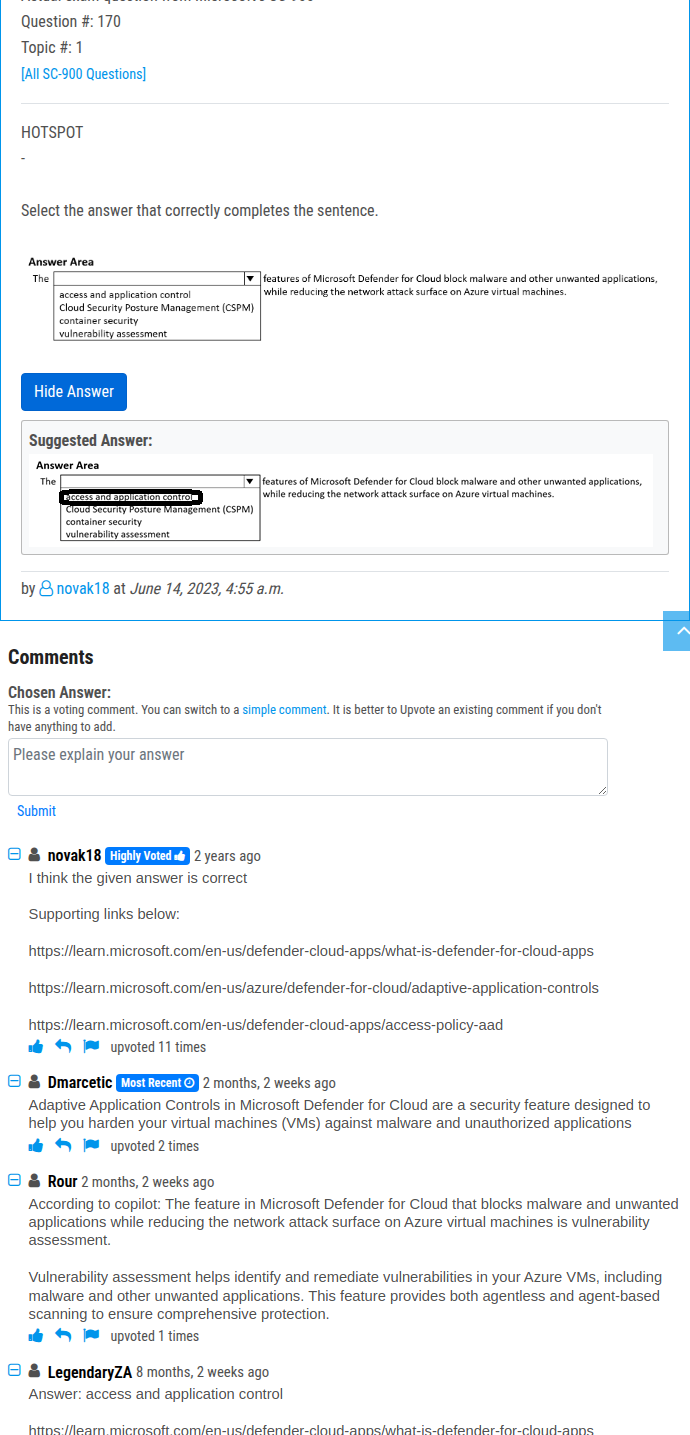 Question #: 170
Topic #: 1
[All SC-900 Questions]
HOTSPOT
-
Select the answer that correctly completes the sentence.
Answer Area
The features of Microsoft Defender for Cloud block malware and other unwanted applications,
while reducing the network attack surface on Azure virtual machines.
access and application control
Cloud Security Posture Management (CSPM)
container security
vulnerability assessment
Hide Answer
Suggested Answer:
Answer Area
The features of Microsoft Defender for Cloud block malware and other unwanted applications,
while reducing the network attack surface on Azure virtual machines.
access and application control
Cloud Security Posture Management (CSPM)
container security
vulnerability assessment
by novak18 at June 14, 2023, 4:55 a.m.
Comments
Chosen Answer:
This is a voting comment. You can switch to a simple comment. It is better to Upvote an existing comment if you don't
have anything to add.
Please explain your answer
Submit
novak18 Highly Voted 2 years ago
I think the given answer is correct
Supporting links below:
https://learn.microsoft.com/en-us/defender-cloud-apps/what-is-defender-for-cloud-apps
https://learn.microsoft.com/en-us/azure/defender-for-cloud/adaptive-application-controls
https://learn.microsoft.com/en-us/defender-cloud-apps/access-policy-aad
upvoted 11 times
Dmarcetic Most Recent 2 months, 2 weeks ago
Adaptive Application Controls in Microsoft Defender for Cloud are a security feature designed to
help you harden your virtual machines (VMs) against malware and unauthorized applications
upvoted 2 times
Rour 2 months, 2 weeks ago
According to copilot: The feature in Microsoft Defender for Cloud that blocks malware and unwanted
applications while reducing the network attack surface on Azure virtual machines is vulnerability
assessment.
Vulnerability assessment helps identify and remediate vulnerabilities in your Azure VMs, including
malware and other unwanted applications. This feature provides both agentless and agent-based
scanning to ensure comprehensive protection.
upvoted 1 times
LegendaryZA 8 months, 2 weeks ago
Answer: access and application control
https://learn.microsoft.com/en-us/defender-cloud-apps/what-is-defender-for-cloud-apps